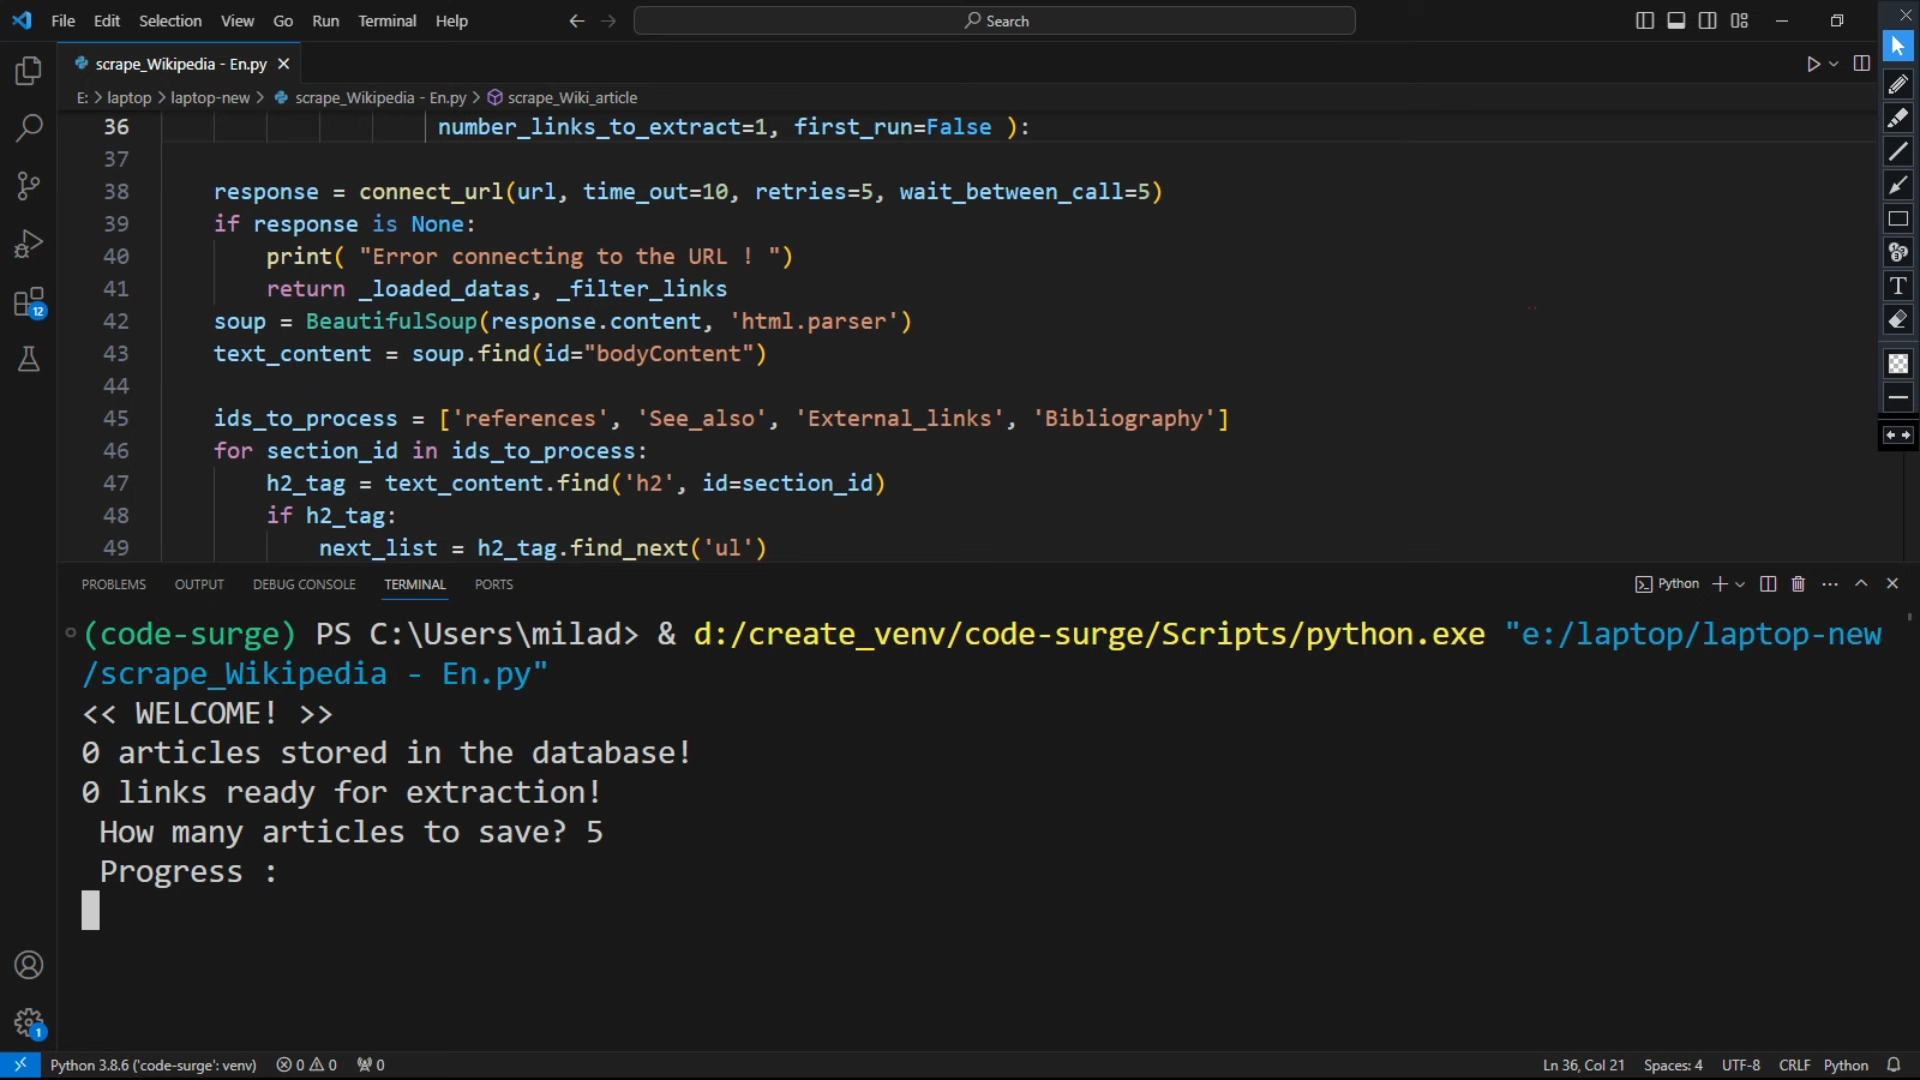 File Edit Selection View Go Run Terminal Help
Search
scrape_Wikipedia - En.py
E: > laptop > laptop-new > scrape_Wikipedia - En.py > scrape_Wiki_article
36 number_links_to_extract=1, first_run=False ):
37
38 response = connect_url(url, time_out=10, retries=5, wait_between_call=5)
39 if response is None:
40 print( "Error connecting to the URL ! ")
41 return _loaded_datas, _filter_links
42 soup = BeautifulSoup(response.content, 'html.parser')
43 text_content = soup.find(id="bodyContent")
44
45 ids_to_process = ['references', 'See_also', 'External_links', 'Bibliography']
46 for section_id in ids_to_process:
47 h2_tag = text_content.find('h2', id=section_id)
48 if h2_tag:
49 next_list = h2_tag.find_next('ul')
12
PROBLEMS OUTPUT DEBUG CONSOLE TERMINAL PORTS
Python
(code-surge) PS C:\Users\milad> & d:/create_venv/code-surge/Scripts/python.exe "e:/laptop/laptop-new
/scrape_Wikipedia - En.py"
<< WELCOME! >>
0 articles stored in the database!
0 links ready for extraction!
How many articles to save? 5
Progress :
1
Python 3.8.6 ('code-surge': venv) 0 0 0 Ln 36, Col 21 Spaces: 4 UTF-8 CRLF Python